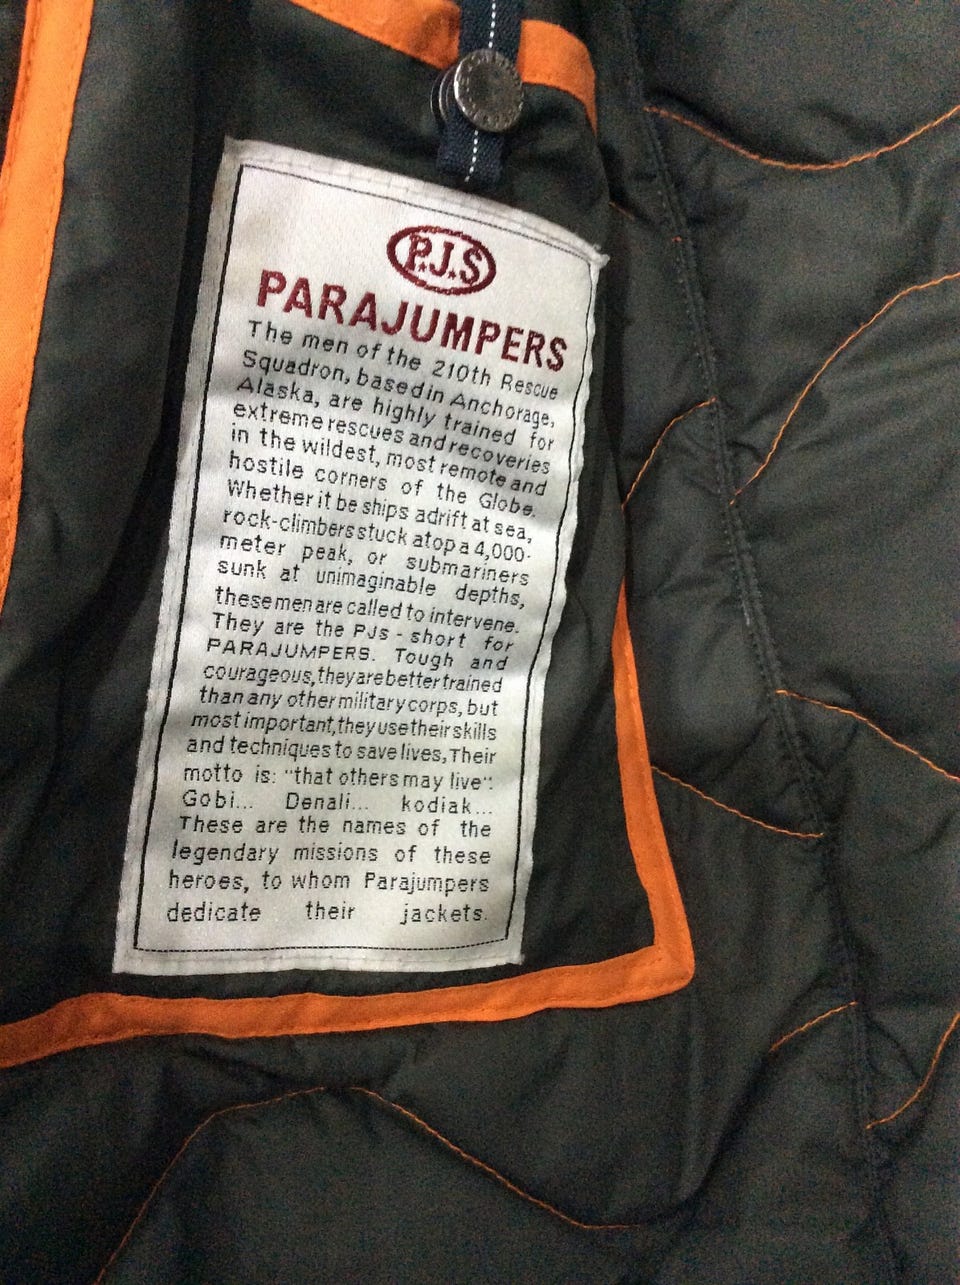 P.J.S
PARAJUMPERS
The men of the 210th Rescue
Squadron, based in Anchorage,
Alaska, are highly trained for
extreme rescues and recoveries
in the wildest, most remote and
hostile corners of the Globe.
Whether it be ships adrift at sea,
rock-climbers stuck atop a 4,000-
meter peak, or submariners
sunk at unimaginable depths,
these men are called to intervene.
They are the PJs - short for
PARAJUMPERS. Tough and
courageous, they are better trained
than any other military corps, but
most important, they use their skills
and techniques to save lives, Their
motto is: "that others may live".
Gobi... Denali... kodiak...
These are the names of the
legendary missions of these
heroes, to whom Parajumpers
dedicate their jackets.